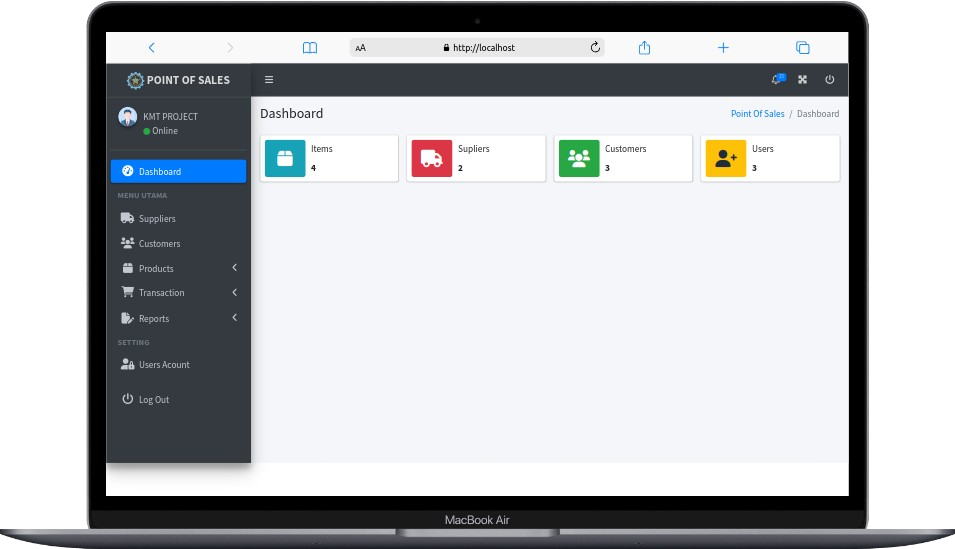 AA http://localhost
POINT OF SALES
KMT PROJECT
Online
Dashboard
MENU UTAMA
Suppliers
Customers
Products
Transaction
Reports
SETTING
Users Acount
Log Out
Dashboard
Point Of Sales / Dashboard
Items
4
Supliers
2
Customers
3
Users
3
MacBook Air